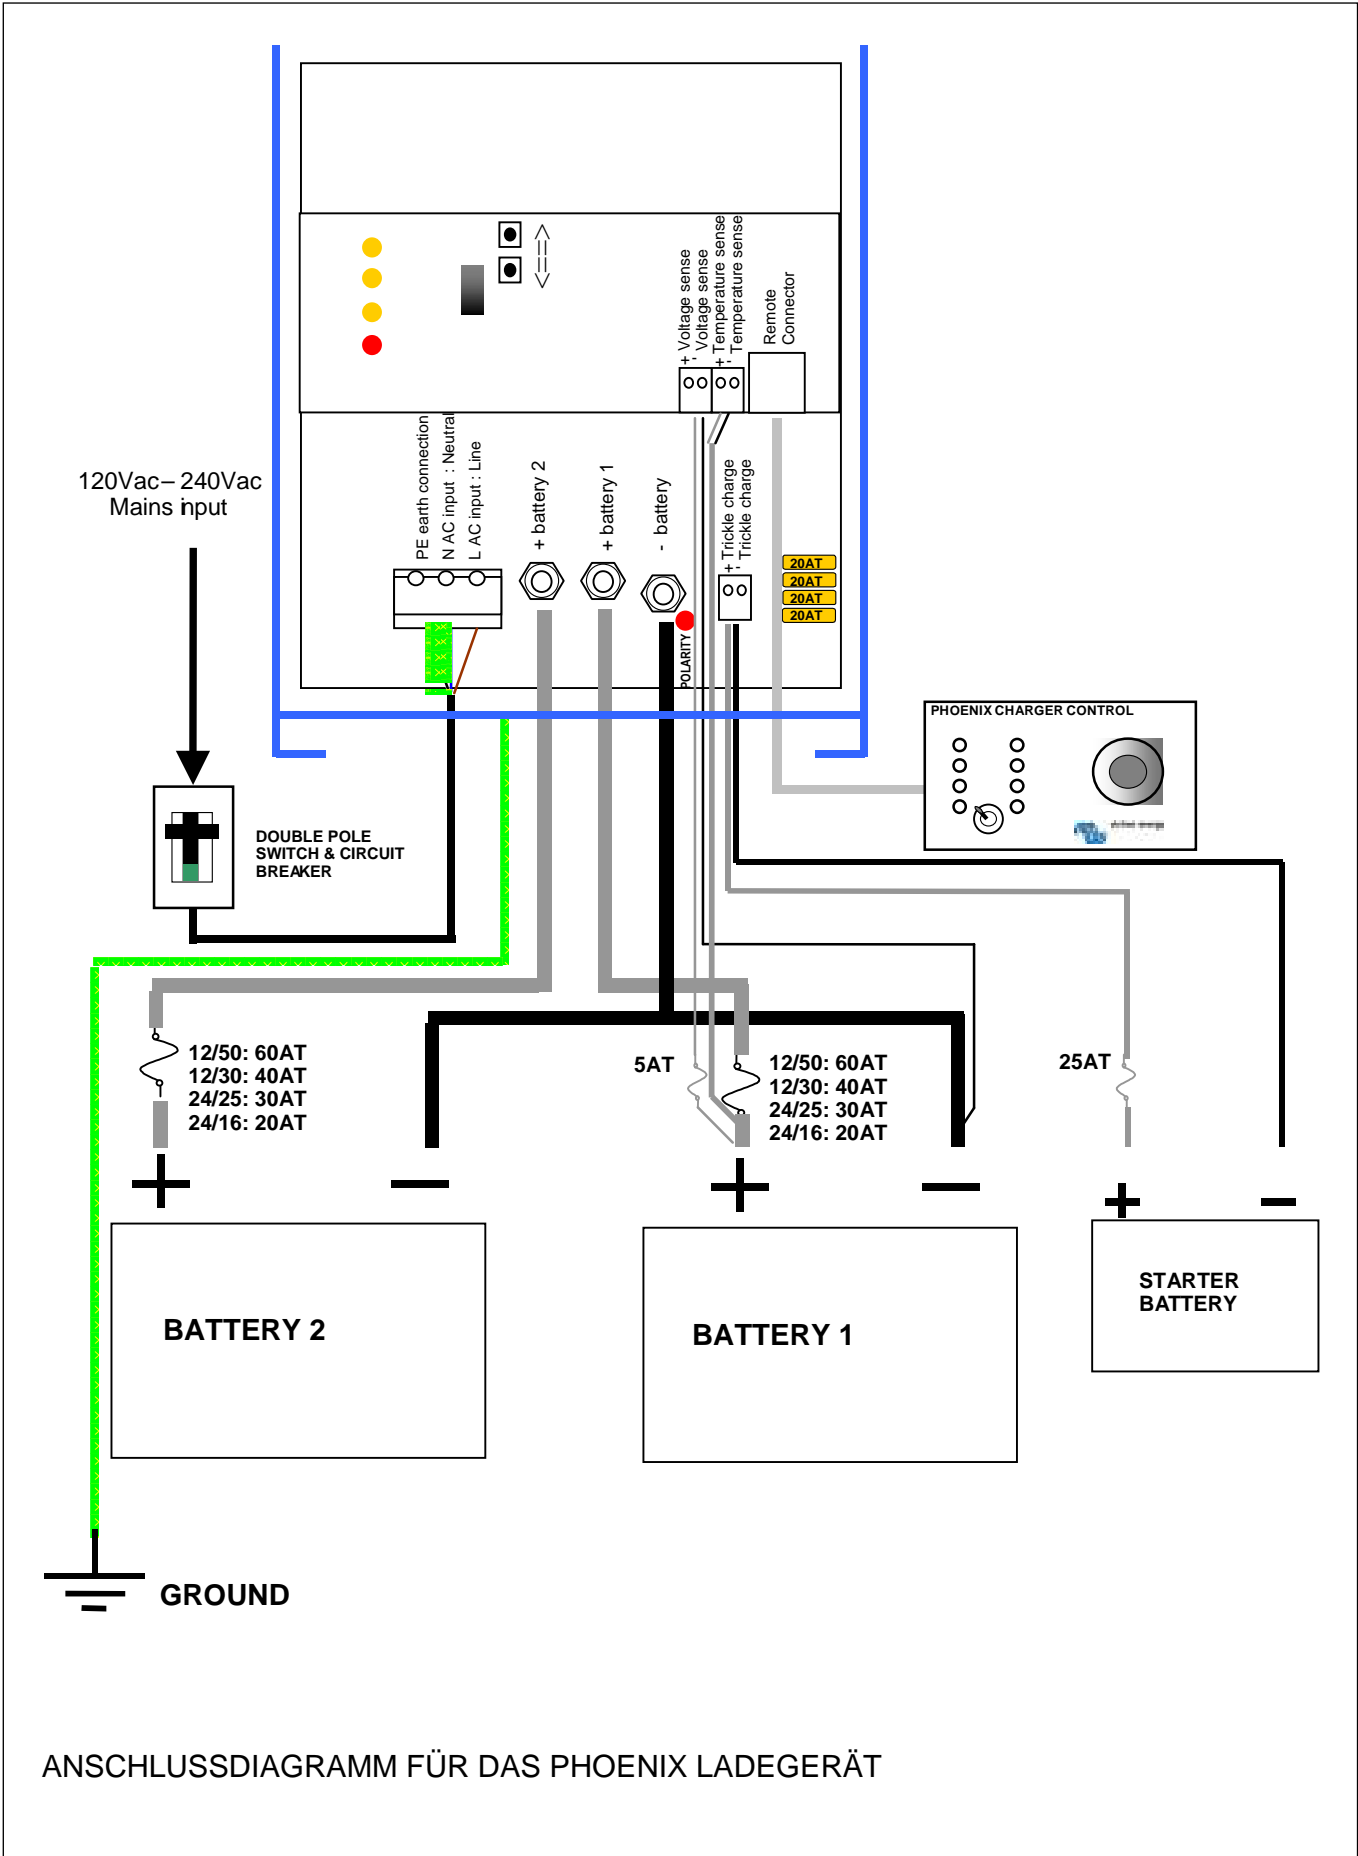 + Voltage sense
- Voltage sense
+ Temperature sense
- Temperature sense
Remote
Connector
PE earth connection
N AC input : Neutral
L AC input : Line
+ battery 2
+ battery 1
- battery
+ Trickle charge
- Trickle charge
120Vac– 240Vac
Mains input
20AT
20AT
20AT
20AT
POLARITY
PHOENIX CHARGER CONTROL
DOUBLE POLE
SWITCH & CIRCUIT
BREAKER
12/50: 60AT
12/30: 40AT
24/25: 30AT
24/16: 20AT
5AT
12/50: 60AT
12/30: 40AT
24/25: 30AT
24/16: 20AT
25AT
+
–
+
–
+
–
BATTERY 2
BATTERY 1
STARTER
BATTERY
GROUND
ANSCHLUSSDIAGRAMM FÜR DAS PHOENIX LADEGERÄT